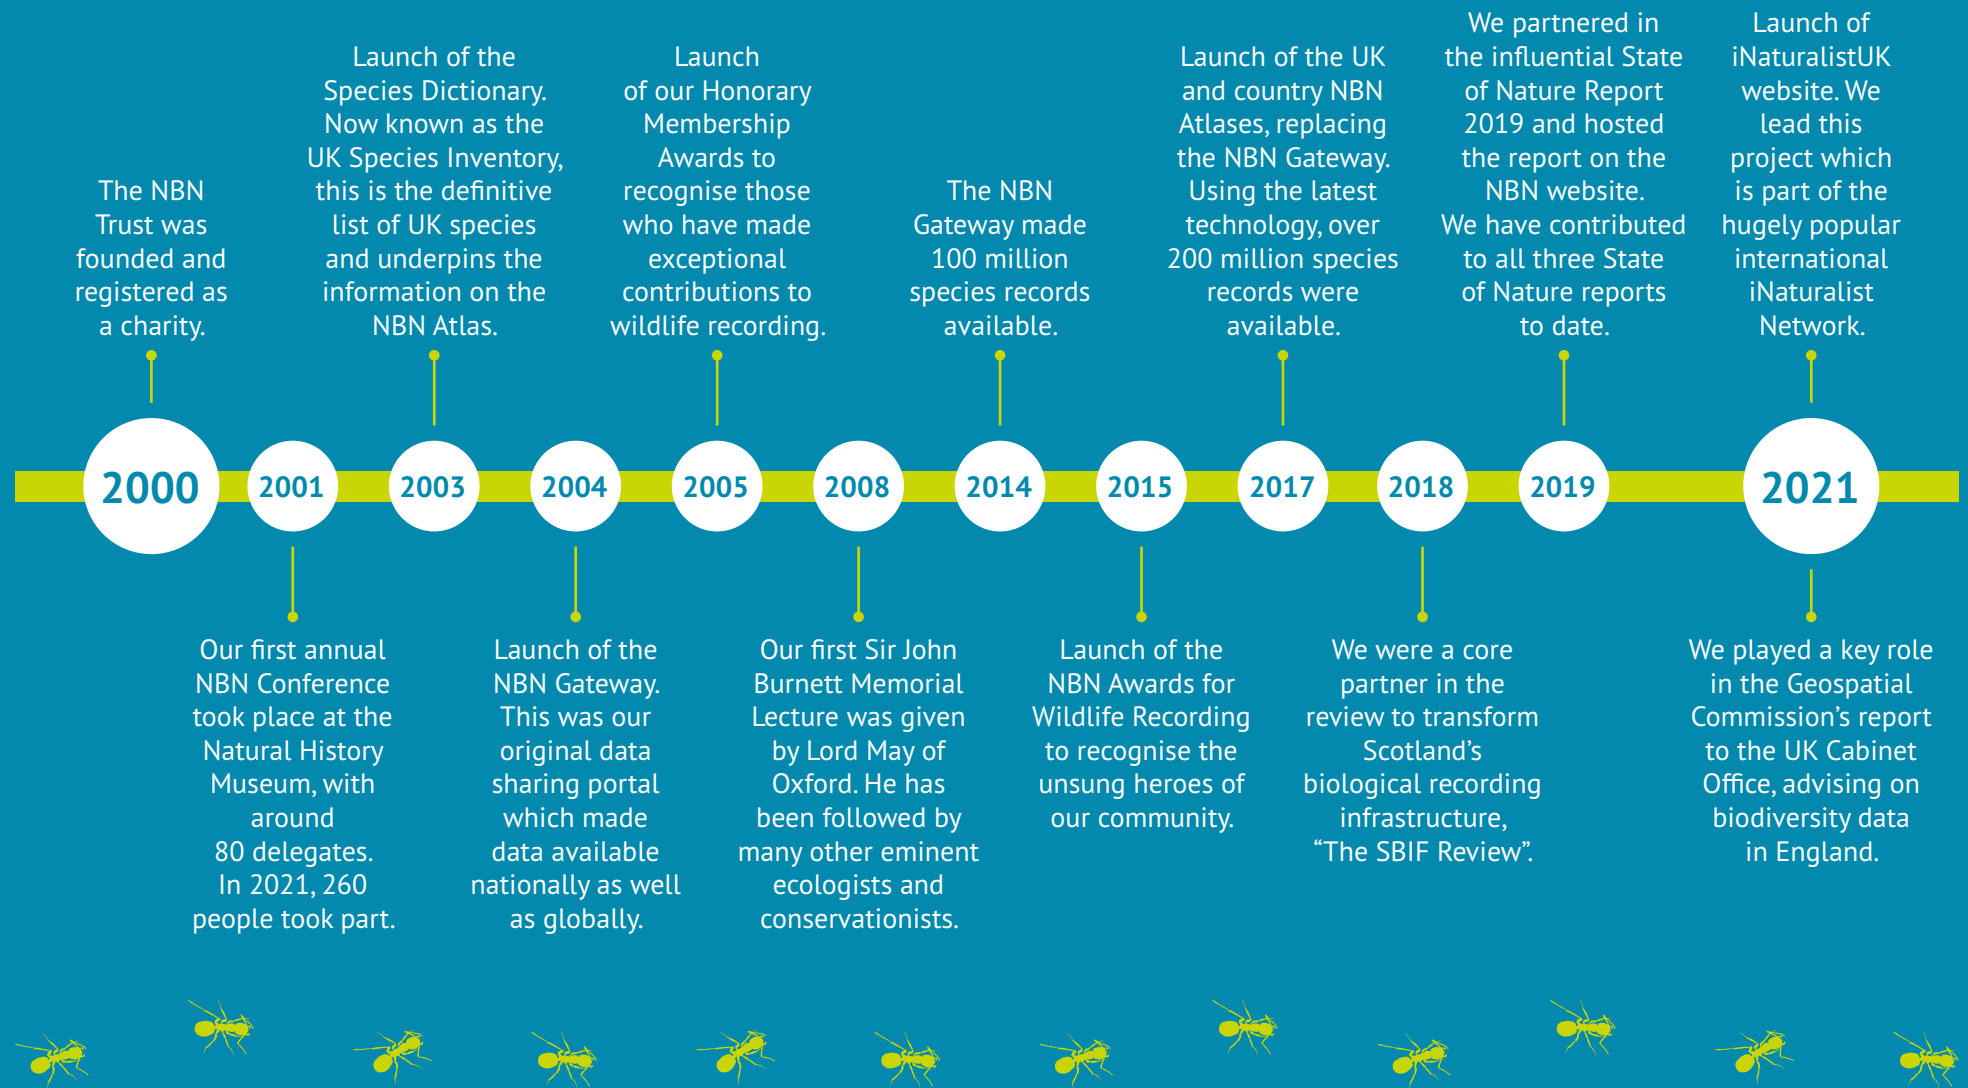 The NBN
Trust was
founded and
registered as
a charity.
Launch of the
Species Dictionary.
Now known as the
UK Species Inventory,
this is the definitive
list of UK species
and underpins the
information on the
NBN Atlas.
Launch
of our Honorary
Membership
Awards to
recognise those
who have made
exceptional
contributions to
wildlife recording.
The NBN
Gateway made
100 million
species records
available.
Launch of the UK
and country NBN
Atlases, replacing
the NBN Gateway.
Using the latest
technology, over
200 million species
records were
available.
We partnered in
the influential State
of Nature Report
2019 and hosted
the report on the
NBN website.
We have contributed
to all three State
of Nature reports
to date.
Launch of
iNaturalistUK
website. We
lead this
project which
is part of the
hugely popular
international
iNaturalist
Network.
2000
2001
2003
2004
2005
2008
2014
2015
2017
2018
2019
2021
Our first annual
NBN Conference
took place at the
Natural History
Museum, with
around
80 delegates.
In 2021, 260
people took part.
Launch of the
NBN Gateway.
This was our
original data
sharing portal
which made
data available
nationally as well
as globally.
Our first Sir John
Burnett Memorial
Lecture was given
by Lord May of
Oxford. He has
been followed by
many other eminent
ecologists and
conservationists.
Launch of the
NBN Awards for
Wildlife Recording
to recognise the
unsung heroes of
our community.
We were a core
partner in the
review to transform
Scotland's
biological recording
infrastructure,
“The SBIF Review”.
We played a key role
in the Geospatial
Commission's report
to the UK Cabinet
Office, advising on
biodiversity data
in England.